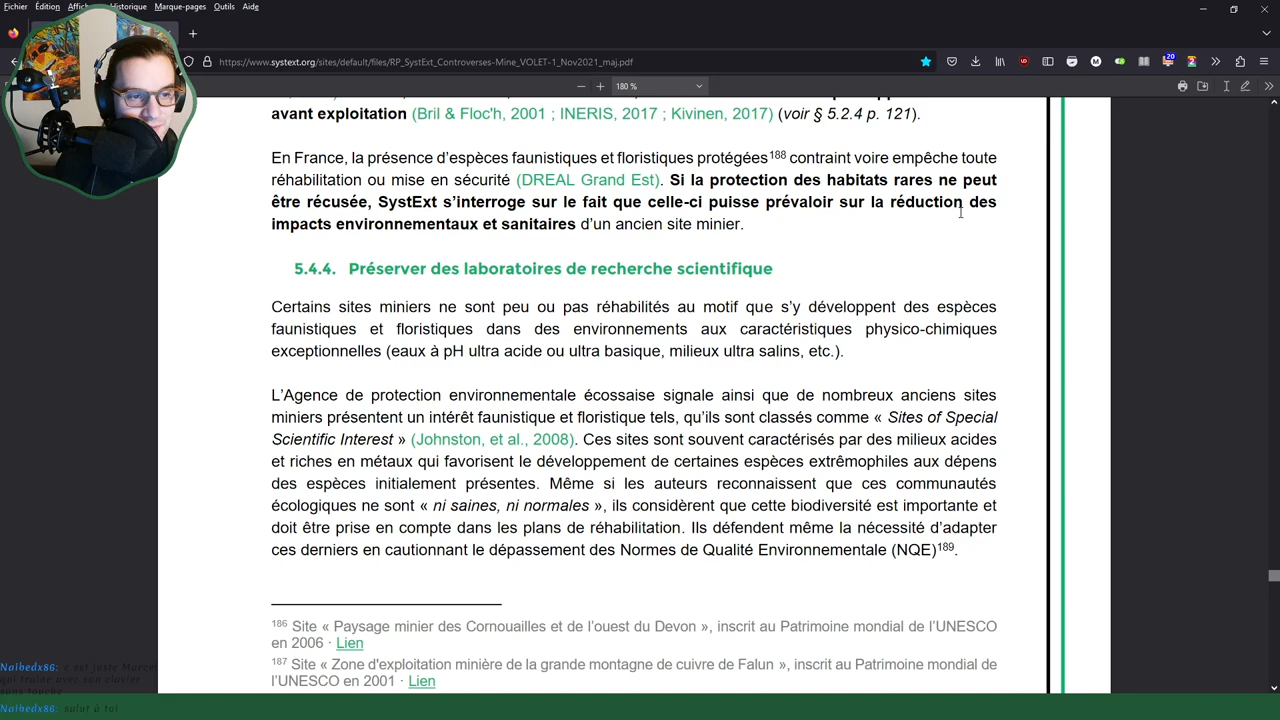 Fichier Édition Affichage Historique Marque-pages Outils Aide
https://www.systext.org/sites/default/files/RP_SystExt_Controverses-Mine_VOLET-1_Nov2021_maj.pdf
20
180 %
avant exploitation (Bril & Floc'h, 2001 ; INERIS, 2017 ; Kivinen, 2017) (voir § 5.2.4 p. 121).
En France, la présence d’espèces faunistiques et floristiques protégées188 contraint voire empêche toute
réhabilitation ou mise en sécurité (DREAL Grand Est). Si la protection des habitats rares ne peut
être récusée, SystExt s’interroge sur le fait que celle-ci puisse prévaloir sur la réduction des
impacts environnementaux et sanitaires d’un ancien site minier.
5.4.4. Préserver des laboratoires de recherche scientifique
Certains sites miniers ne sont peu ou pas réhabilités au motif que s’y développent des espèces
faunistiques et floristiques dans des environnements aux caractéristiques physico-chimiques
exceptionnelles (eaux à pH ultra acide ou ultra basique, milieux ultra salins, etc.).
L’Agence de protection environnementale écossaise signale ainsi que de nombreux anciens sites
miniers présentent un intérêt faunistique et floristique tels, qu’ils sont classés comme « Sites of Special
Scientific Interest » (Johnston, et al., 2008). Ces sites sont souvent caractérisés par des milieux acides
et riches en métaux qui favorisent le développement de certaines espèces extrêmophiles aux dépens
des espèces initialement présentes. Même si les auteurs reconnaissent que ces communautés
écologiques ne sont « ni saines, ni normales », ils considèrent que cette biodiversité est importante et
doit être prise en compte dans les plans de réhabilitation. Ils défendent même la nécessité d’adapter
ces derniers en cautionnant le dépassement des Normes de Qualité Environnementale (NQE)189.
186 Site « Paysage minier des Cornouailles et de l’ouest du Devon », inscrit au Patrimoine mondial de l’UNESCO
en 2006 · Lien
187 Site « Zone d'exploitation minière de la grande montagne de cuivre de Falun », inscrit au Patrimoine mondial de
l’UNESCO en 2001 · Lien
Nalbedx86: c est juste Marco
qui traine avec son clavier
sans touche
Nalbedx86: salut à toi